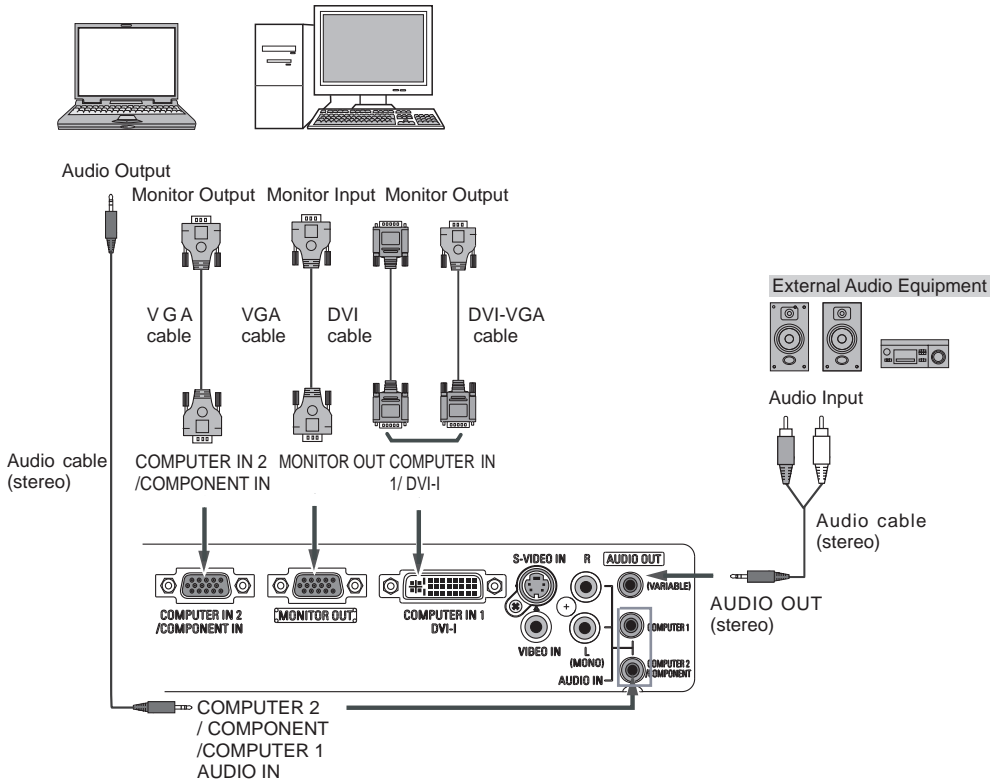 Audio Output
Monitor Output Monitor Input Monitor Output
External Audio Equipment
V G A
cable
VGA
cable
DVI
cable
DVI-VGA
cable
Audio Input
Audio cable
(stereo)
COMPUTER IN 2
/COMPONENT IN
MONITOR OUT
COMPUTER IN
1/ DVI-I
Audio cable
(stereo)
S-VIDEO IN
R
AUDIO OUT
(VARIABLE)
AUDIO OUT
(stereo)
COMPUTER IN 2
/COMPONENT IN
MONITOR OUT
COMPUTER IN 1
DVI-I
VIDEO IN
L
(MONO)
COMPUTER 1
COMPUTER 2
/COMPONENT
AUDIO IN
COMPUTER 2
/ COMPONENT
/COMPUTER 1
AUDIO IN